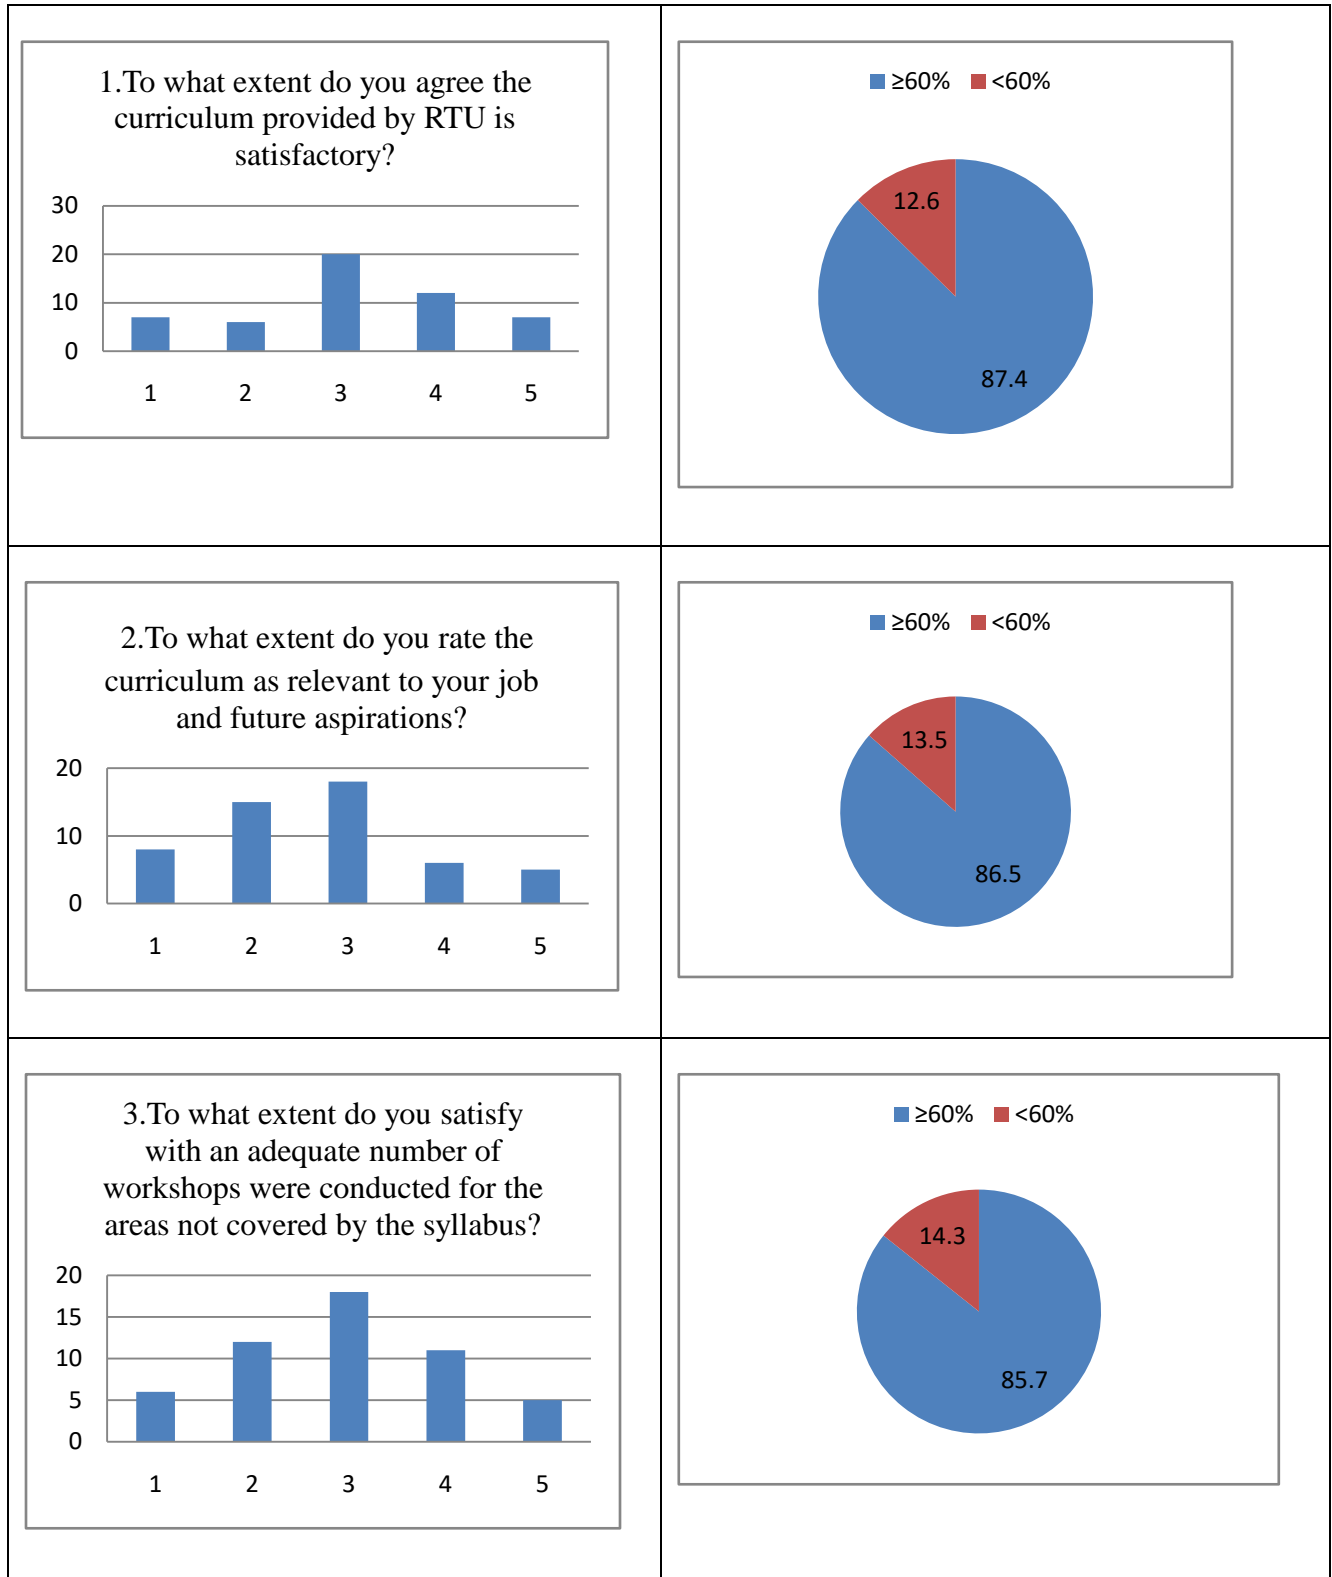 1.To what extent do you agree the
curriculum provided by RTU is
satisfactory?
30
20
10
0
1 2 3 4 5
≥60% <60%
12.6
87.4
2.To what extent do you rate the
curriculum as relevant to your job
and future aspirations?
20
10
0
1 2 3 4 5
≥60% <60%
13.5
86.5
3.To what extent do you satisfy
with an adequate number of
workshops were conducted for the
areas not covered by the syllabus?
20
15
10
5
0
1 2 3 4 5
≥60% <60%
14.3
85.7